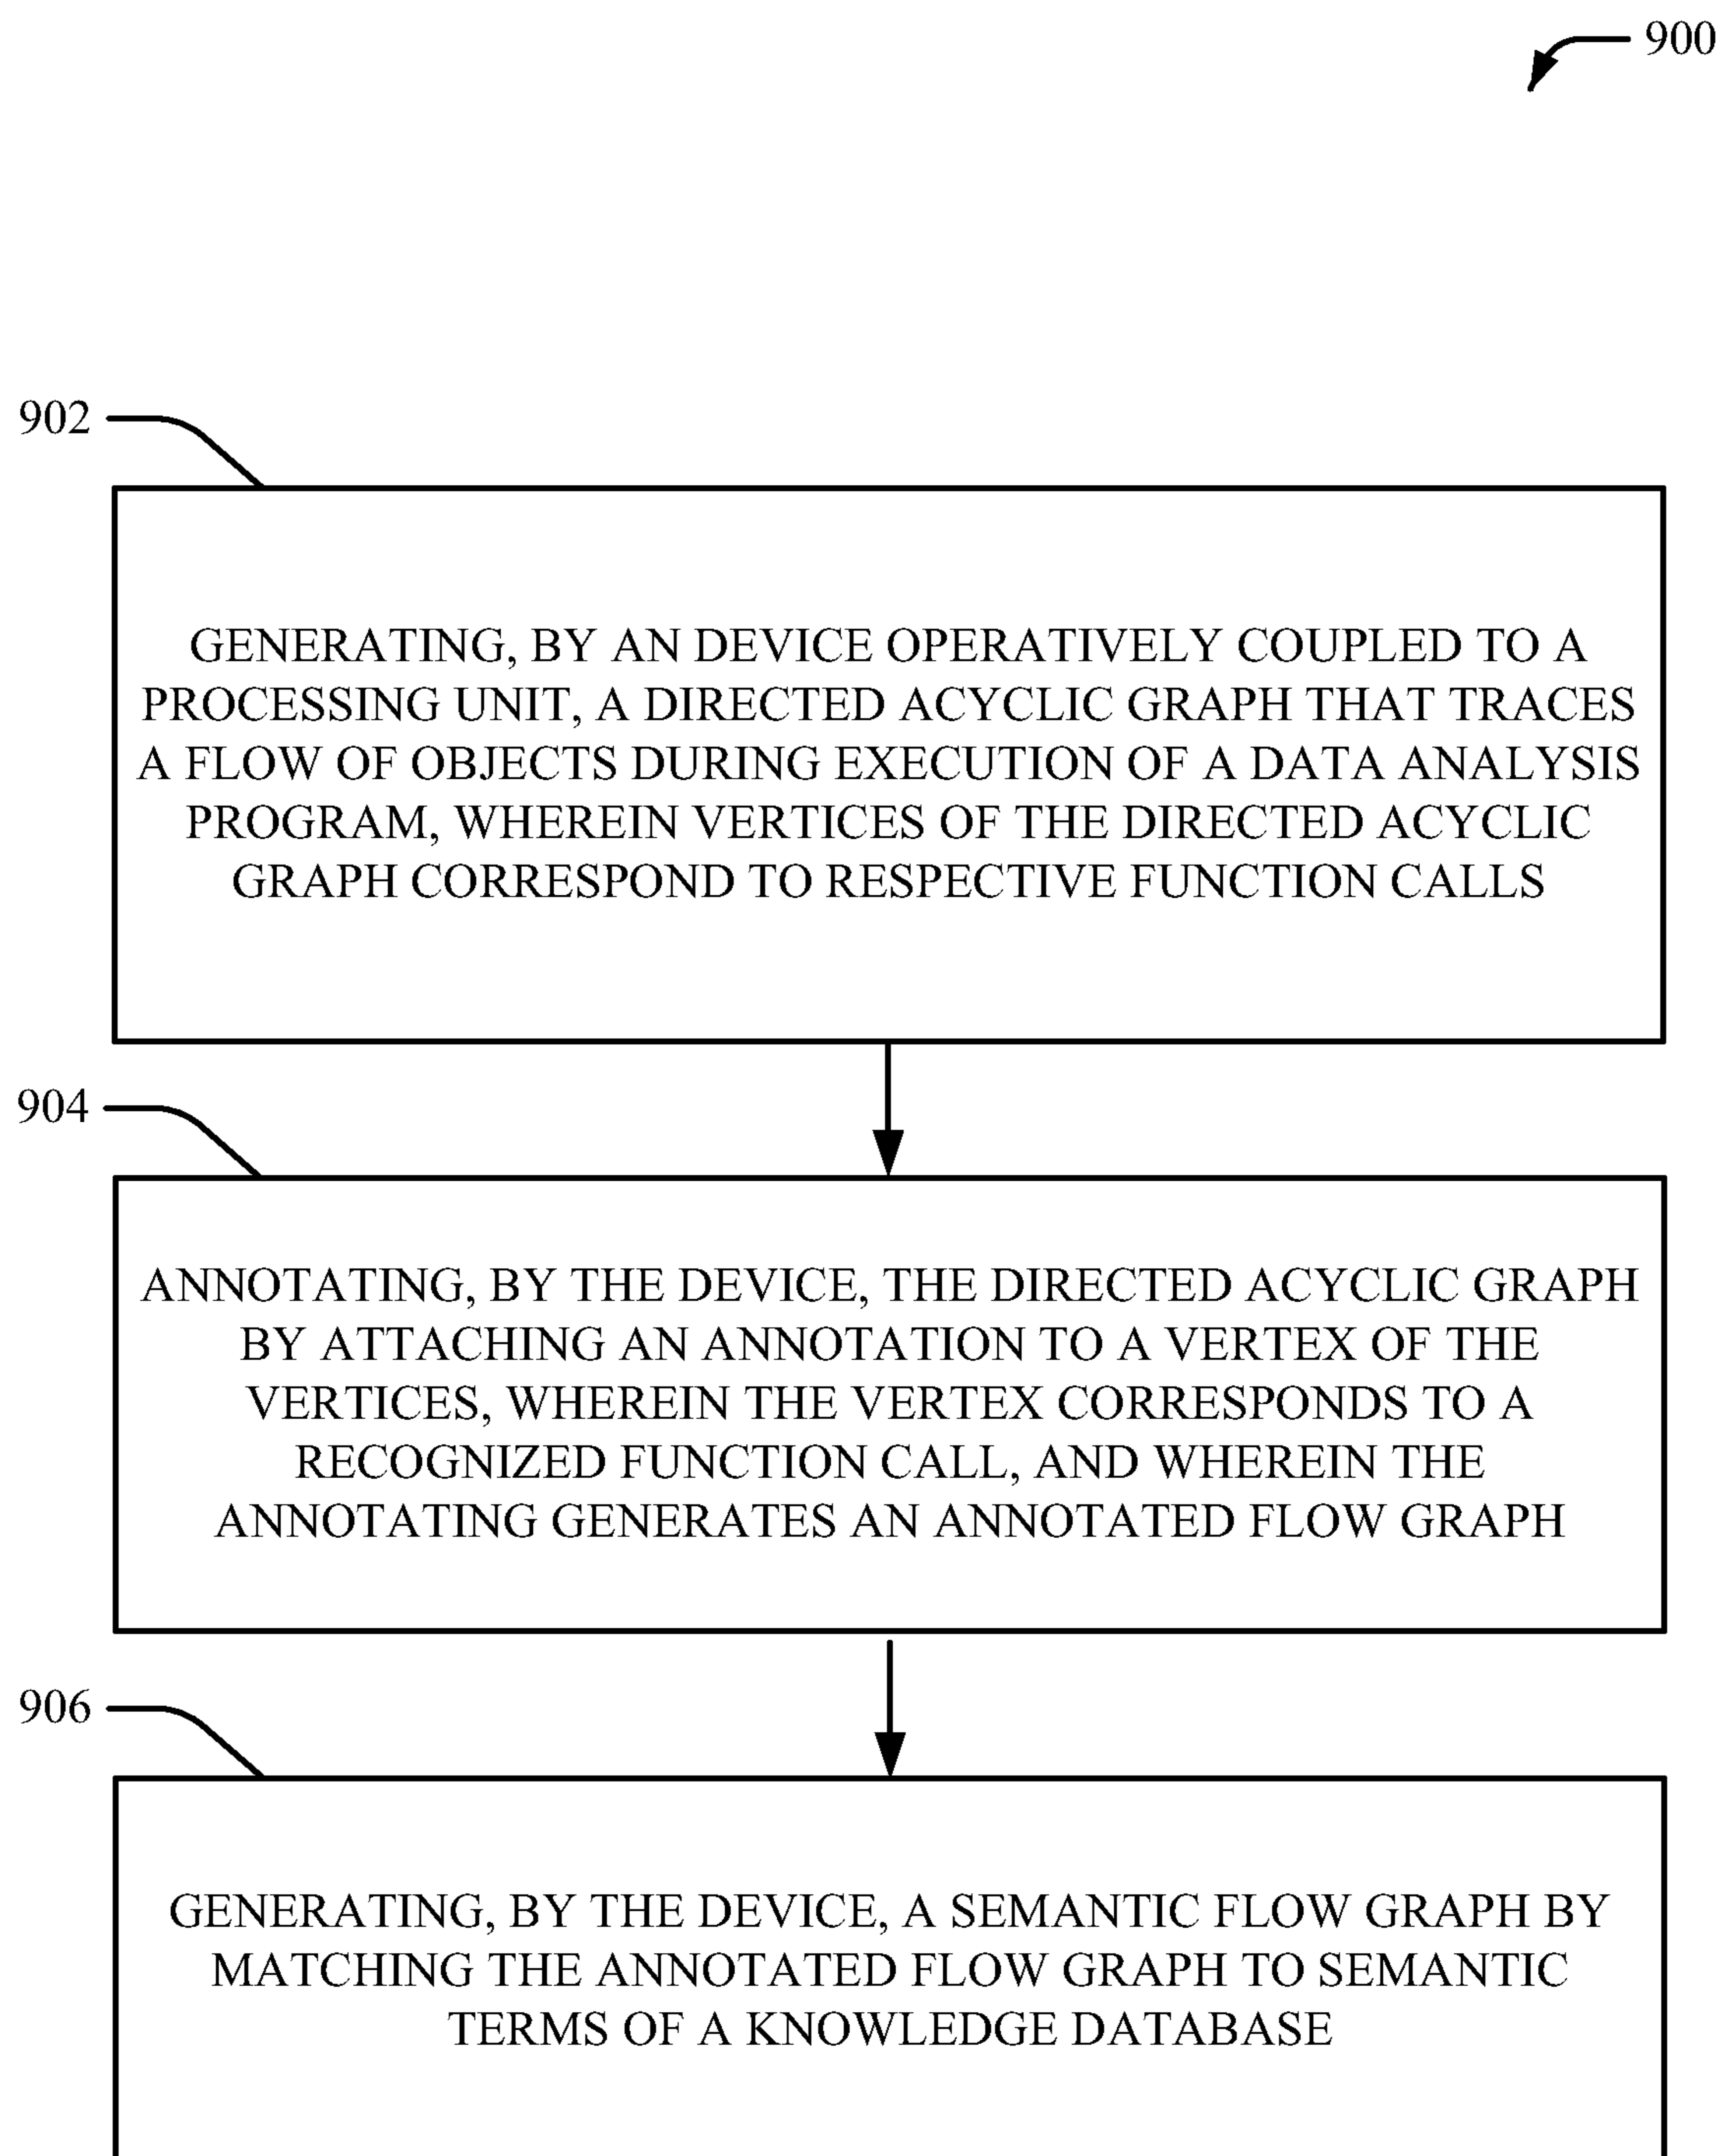 900
902
GENERATING, BY AN DEVICE OPERATIVELY COUPLED TO A
PROCESSING UNIT, A DIRECTED ACYCLIC GRAPH THAT TRACES
A FLOW OF OBJECTS DURING EXECUTION OF A DATA ANALYSIS
PROGRAM, WHEREIN VERTICES OF THE DIRECTED ACYCLIC
GRAPH CORRESPOND TO RESPECTIVE FUNCTION CALLS
904
ANNOTATING, BY THE DEVICE, THE DIRECTED ACYCLIC GRAPH
BY ATTACHING AN ANNOTATION TO A VERTEX OF THE
VERTICES, WHEREIN THE VERTEX CORRESPONDS TO A
RECOGNIZED FUNCTION CALL, AND WHEREIN THE
ANNOTATING GENERATES AN ANNOTATED FLOW GRAPH
906
GENERATING, BY THE DEVICE, A SEMANTIC FLOW GRAPH BY
MATCHING THE ANNOTATED FLOW GRAPH TO SEMANTIC
TERMS OF A KNOWLEDGE DATABASE